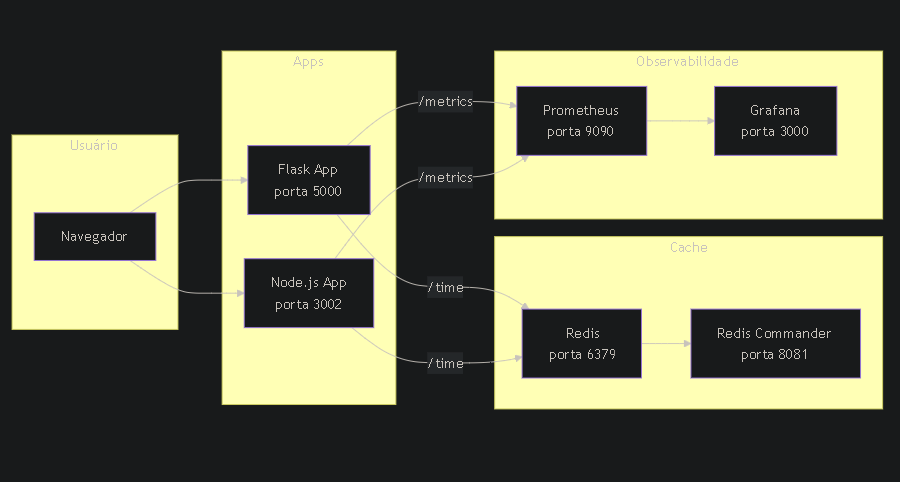 Usuário
Navegador
Apps
Flask App
porta 5000
Node.js App
porta 3002
/metrics
/metrics
/time
/time
Observabilidade
Prometheus
porta 9090
Grafana
porta 3000
Cache
Redis
porta 6379
Redis Commander
porta 8081